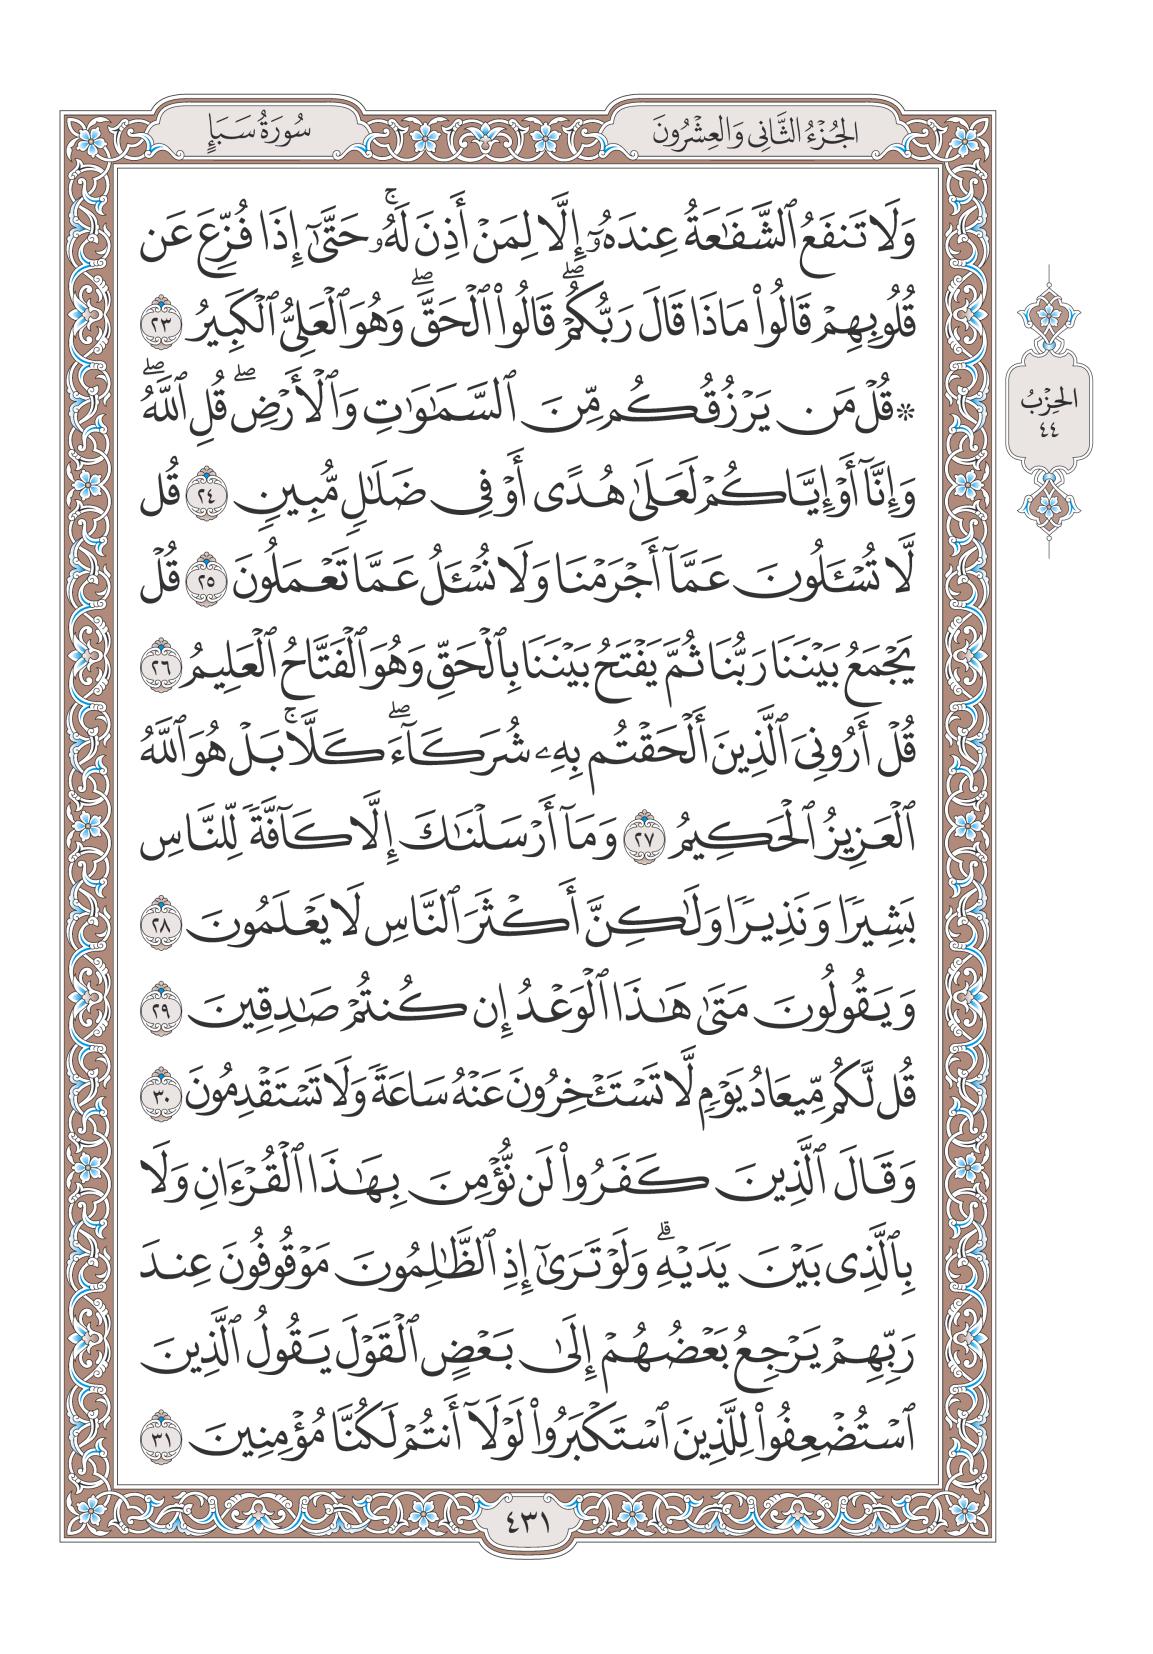 الجُزْءُ الثَّانِي وَالعِشْرُونَ
سُورَةُ سَبَإٍ
وَلَا تَنفَعُ ٱلشَّفَٰعَةُ عِندَهُۥٓ إِلَّا لِمَنْ أَذِنَ لَهُۥۚ حَتَّىٰٓ إِذَا فُزِّعَ عَن
قُلُوبِهِمْ قَالُوا۟ مَاذَا قَالَ رَبُّكُمْۖ قَالُوا۟ ٱلْحَقَّۖ وَهُوَ ٱلْعَلِىُّ ٱلْكَبِيرُ ٢٣
۞ قُلْ مَن يَرْزُقُكُم مِّنَ ٱلسَّمَٰوَٰتِ وَٱلْأَرْضِۖ قُلِ ٱللَّهُۖ
وَإِنَّآ أَوْ إِيَّاكُمْ لَعَلَىٰ هُدًى أَوْ فِى ضَلَٰلٍ مُّبِينٍ ٢٤ قُل
لَّا تُسْـَٔلُونَ عَمَّآ أَجْرَمْنَا وَلَا نُسْـَٔلُ عَمَّا تَعْمَلُونَ ٢٥ قُلْ
يَجْمَعُ بَيْنَنَا رَبُّنَا ثُمَّ يَفْتَحُ بَيْنَنَا بِٱلْحَقِّ وَهُوَ ٱلْفَتَّاحُ ٱلْعَلِيمُ ٢٦
قُلْ أَرُونِىَ ٱلَّذِينَ أَلْحَقْتُم بِهِۦ شُرَكَآءَۖ كَلَّاۚ بَلْ هُوَ ٱللَّهُ
ٱلْعَزِيزُ ٱلْحَكِيمُ ٢٧ وَمَآ أَرْسَلْنَٰكَ إِلَّا كَآفَّةً لِّلنَّاسِ
بَشِيرًا وَنَذِيرًا وَلَٰكِنَّ أَكْثَرَ ٱلنَّاسِ لَا يَعْلَمُونَ ٢٨
وَيَقُولُونَ مَتَىٰ هَٰذَا ٱلْوَعْدُ إِن كُنتُمْ صَٰدِقِينَ ٢٩
قُل لَّكُم مِّيعَادُ يَوْمٍ لَّا تَسْتَـْٔخِرُونَ عَنْهُ سَاعَةً وَلَا تَسْتَقْدِمُونَ ٣٠
وَقَالَ ٱلَّذِينَ كَفَرُوا۟ لَن نُّؤْمِنَ بِهَٰذَا ٱلْقُرْءَانِ وَلَا
بِٱلَّذِى بَيْنَ يَدَيْهِۗ وَلَوْ تَرَىٰٓ إِذِ ٱلظَّٰلِمُونَ مَوْقُوفُونَ عِندَ
رَبِّهِمْ يَرْجِعُ بَعْضُهُمْ إِلَىٰ بَعْضٍ ٱلْقَوْلَ يَقُولُ ٱلَّذِينَ
ٱسْتُضْعِفُوا۟ لِلَّذِينَ ٱسْتَكْبَرُوا۟ لَوْلَآ أَنتُمْ لَكُنَّا مُؤْمِنِينَ ٣١
الحِزْبُ
٤٤
٤٣١